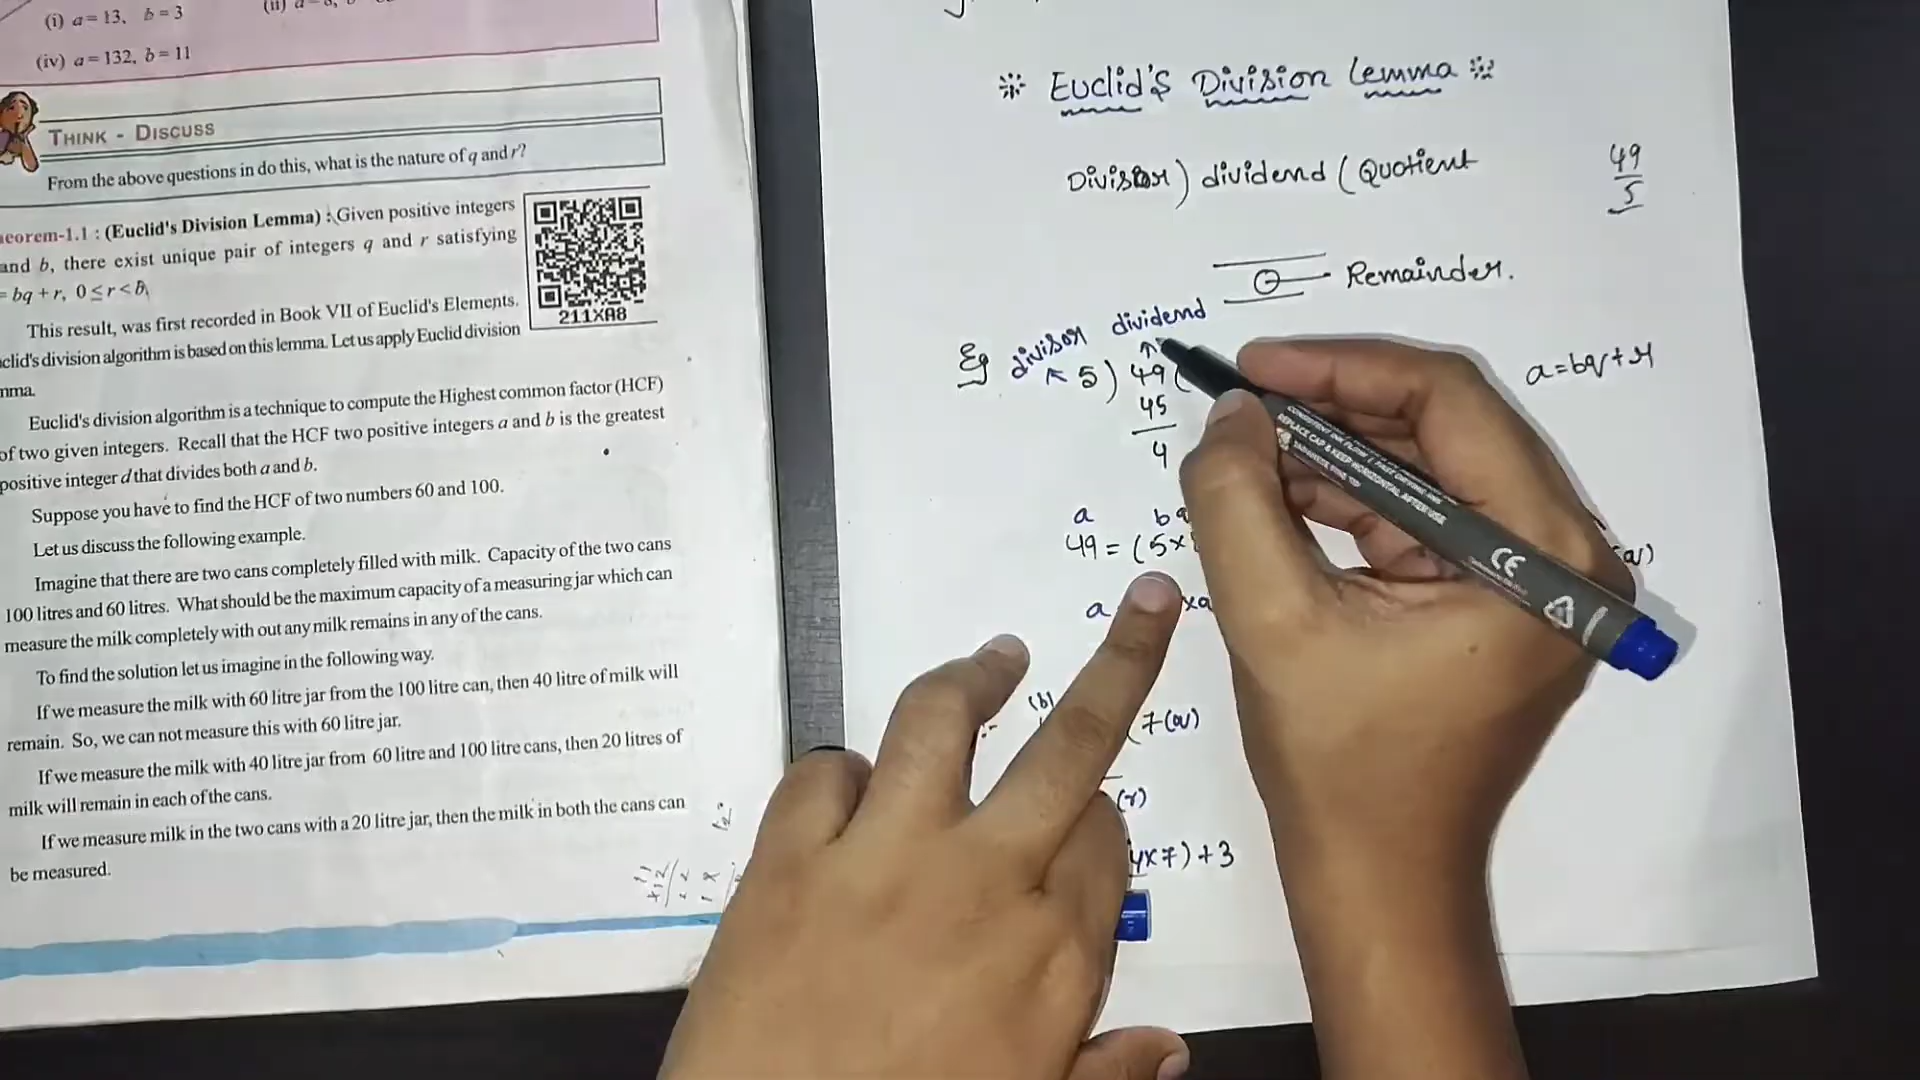 (i) a = 13, b = 3
(iv) a = 132, b = 11
THINK - DISCUSS
From the above questions in do this, what is the nature of q and r?
eorem-1.1 : (Euclid's Division Lemma) : Given positive integers
and b, there exist unique pair of integers q and r satisfying
= bq + r, 0 ≤ r < b
This result, was first recorded in Book VII of Euclid's Elements.
clid's division algorithm is based on this lemma. Let us apply Euclid division
nma.
211XA8
Euclid's division algorithm is a technique to compute the Highest common factor (HCF)
of two given integers. Recall that the HCF two positive integers a and b is the greatest
positive integer d that divides both a and b.
Suppose you have to find the HCF of two numbers 60 and 100.
Let us discuss the following example.
Imagine that there are two cans completely filled with milk. Capacity of the two cans
100 litres and 60 litres. What should be the maximum capacity of a measuring jar which can
measure the milk completely with out any milk remains in any of the cans.
To find the solution let us imagine in the following way.
If we measure the milk with 60 litre jar from the 100 litre can, then 40 litre of milk will
remain. So, we can not measure this with 60 litre jar.
If we measure the milk with 40 litre jar from 60 litre and 100 litre cans, then 20 litres of
milk will remain in each of the cans.
If we measure milk in the two cans with a 20 litre jar, then the milk in both the cans can
be measured.
Euclid's Division Lemma
Divisor ) dividend ( Quotient
49
5
Remainder.
Eg divisor dividend
5 ) 49 (
45
4
a = bq + r
a b q
49 = ( 5 x
(q)
a
(b)
( 7 (q)
(r)
4x7) + 3
CE